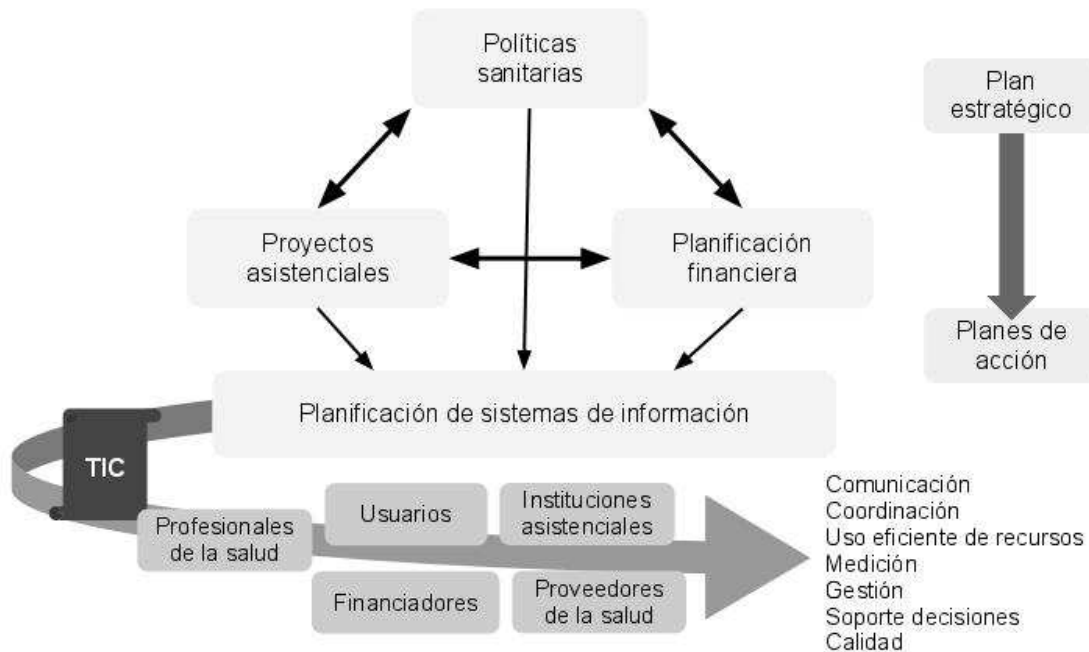 Políticas
sanitarias
Plan
estratégico
Proyectos
asistenciales
Planificación
financiera
Planes de
acción
Planificación de sistemas de información
TIC
Profesionales
de la salud
Usuarios
Instituciones
asistenciales
Financiadores
Proveedores
de la salud
Comunicación
Coordinación
Uso eficiente de recursos
Medición
Gestión
Soporte decisiones
Calidad